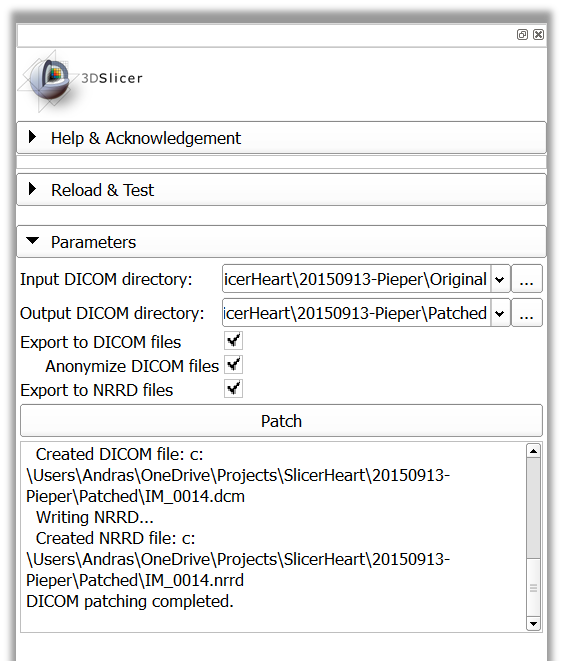 3DSlicer
Help & Acknowledgement
Reload & Test
Parameters
Input DICOM directory: icerHeart\20150913-Pieper\Original ...
Output DICOM directory: icerHeart\20150913-Pieper\Patched ...
Export to DICOM files
Anonymize DICOM files
Export to NRRD files
Patch
Created DICOM file: c:
\Users\Andras\OneDrive\Projects\SlicerHeart\20150913-
Pieper\Patched\IM_0014.dcm
Writing NRRD...
Created NRRD file: c:
\Users\Andras\OneDrive\Projects\SlicerHeart\20150913-
Pieper\Patched\IM_0014.nrrd
DICOM patching completed.